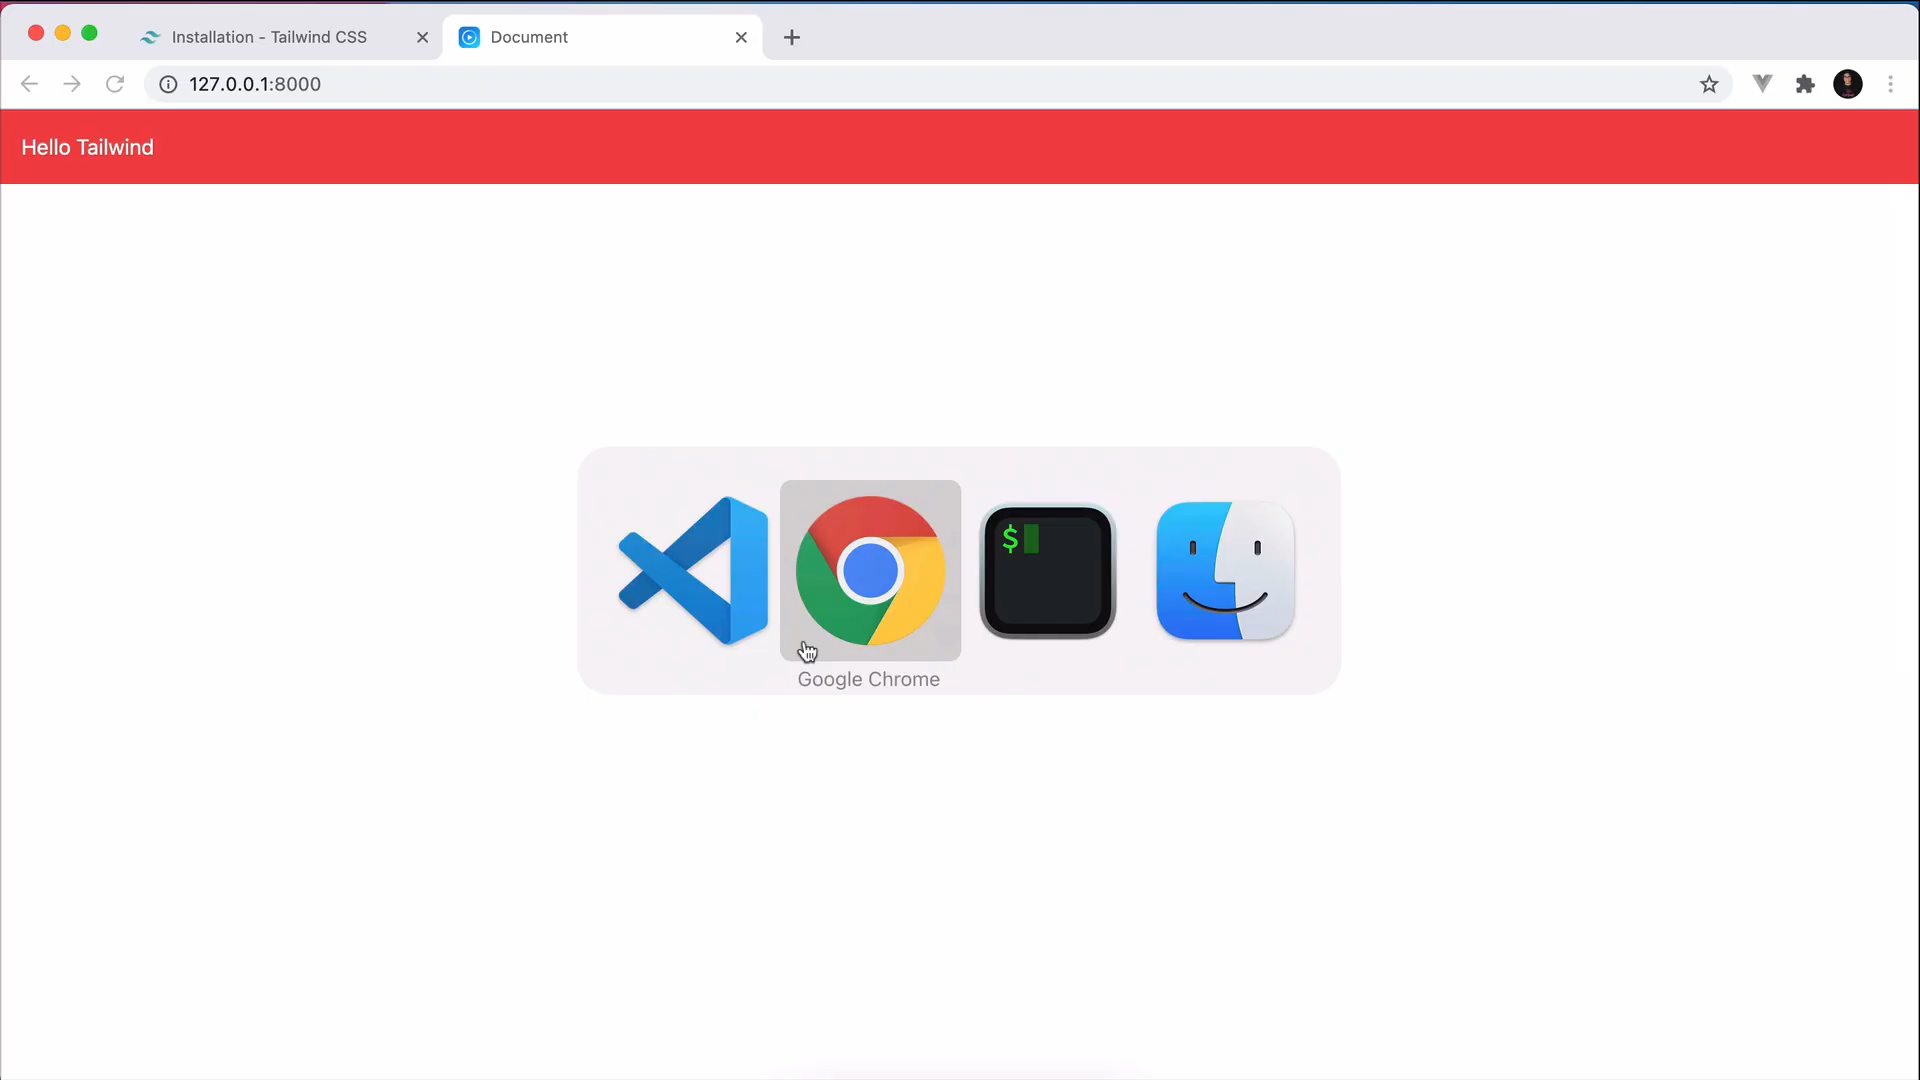 Installation - Tailwind CSS
Document
127.0.0.1:8000
Hello Tailwind
$
Google Chrome